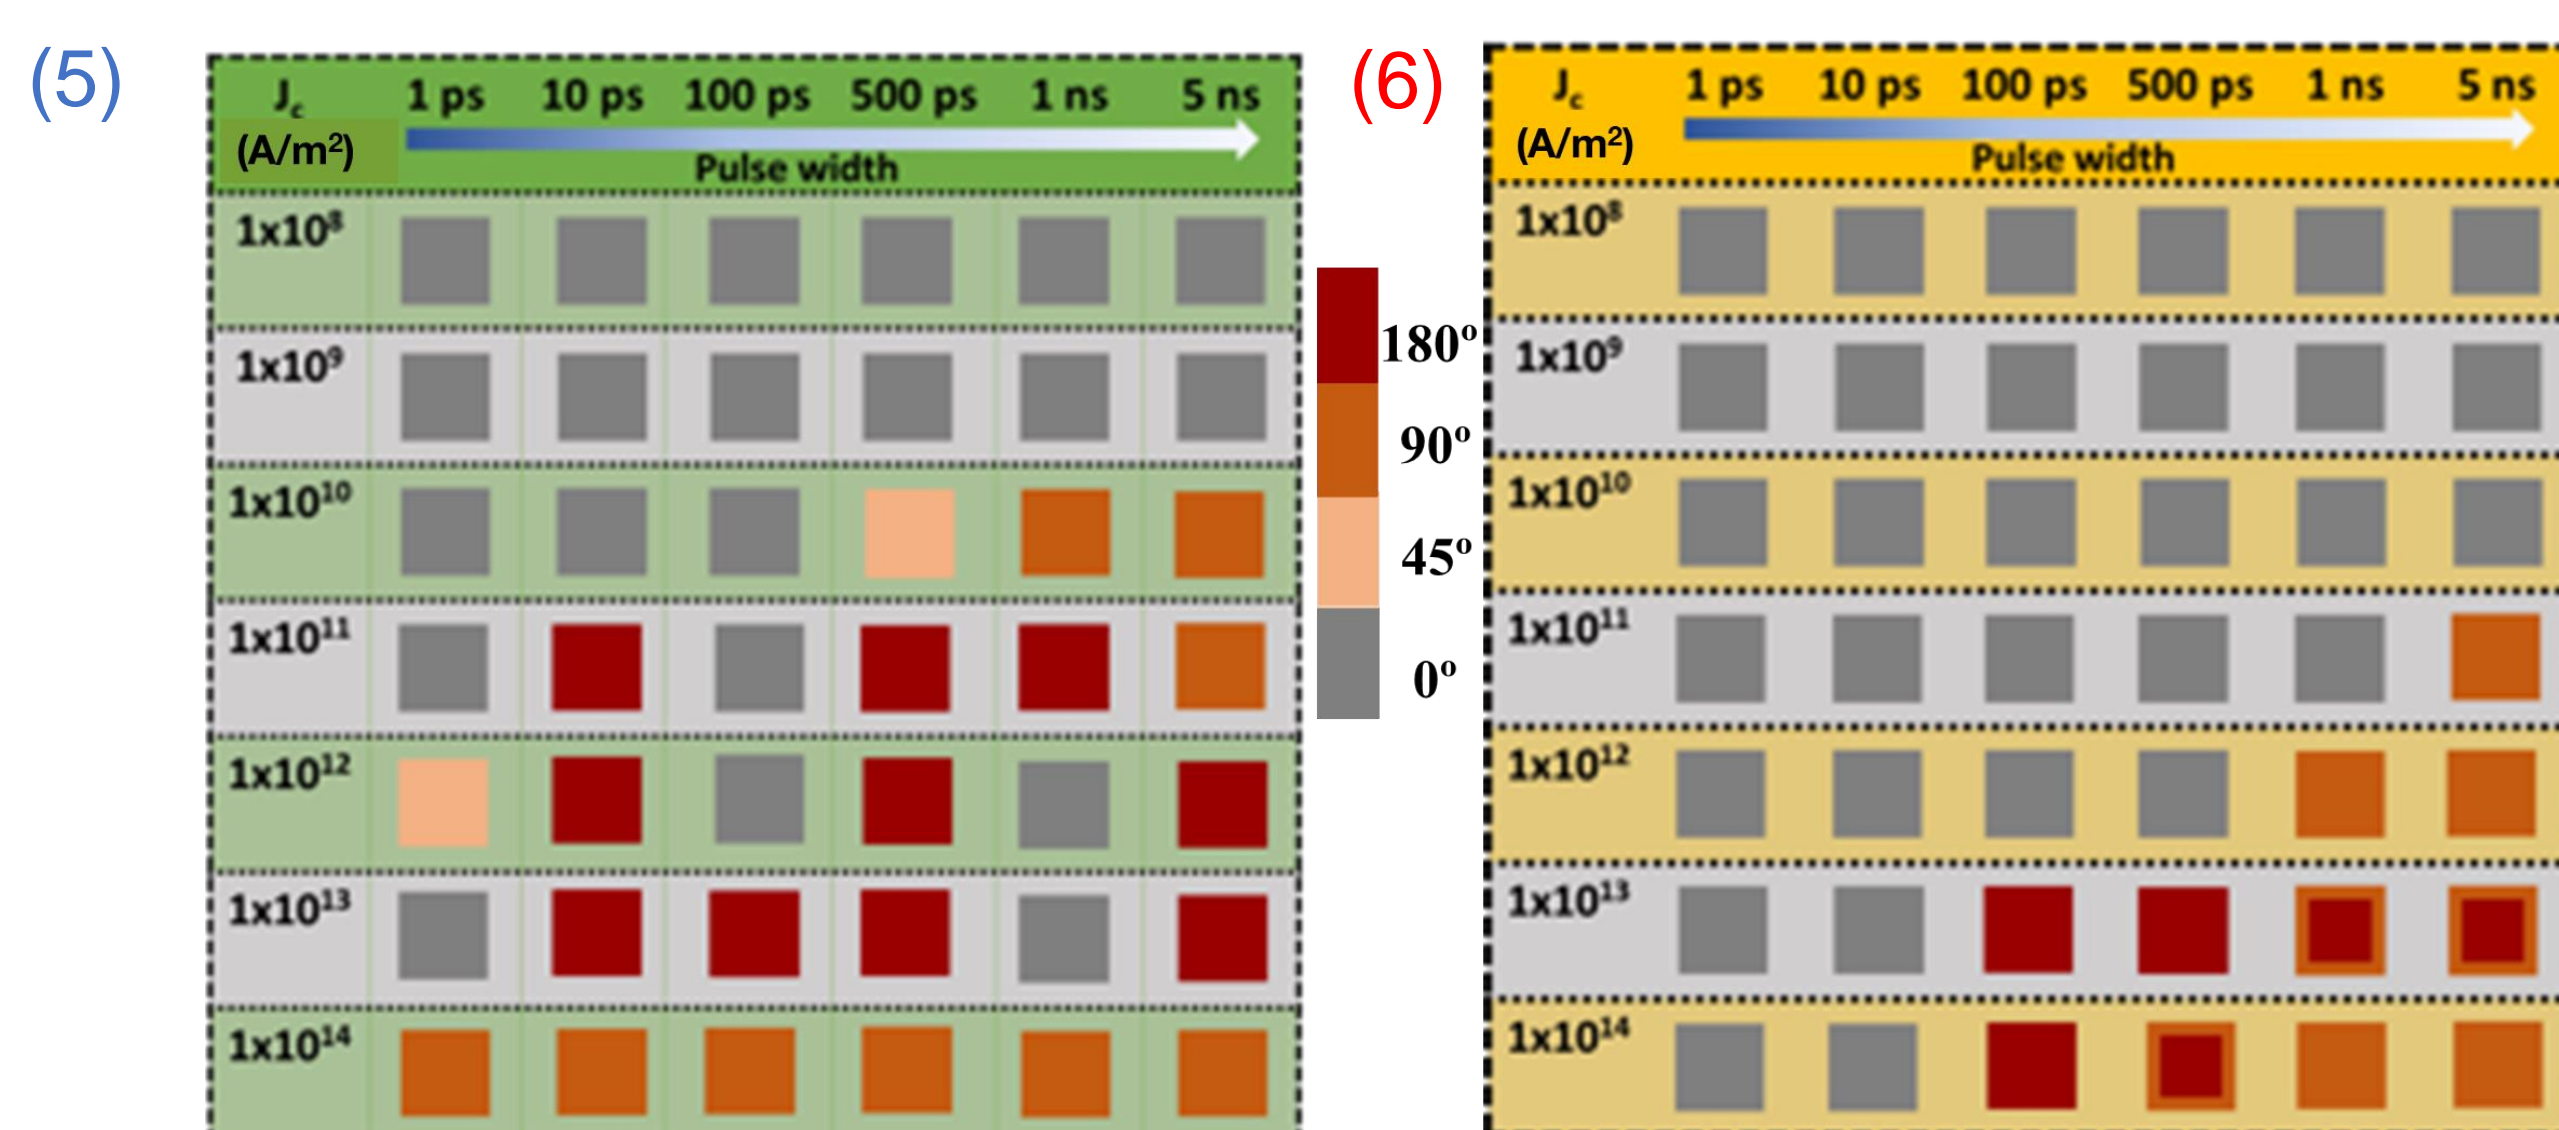 (5)
J꜀ 1 ps 10 ps 100 ps 500 ps 1 ns 5 ns
(A/m²)
Pulse width
1x10⁸
1x10⁹
1x10¹⁰
1x10¹¹
1x10¹²
1x10¹³
1x10¹⁴
180º
90º
45º
0º
(6)
J꜀ 1 ps 10 ps 100 ps 500 ps 1 ns 5 ns
(A/m²)
Pulse width
1x10⁸
1x10⁹
1x10¹⁰
1x10¹¹
1x10¹²
1x10¹³
1x10¹⁴